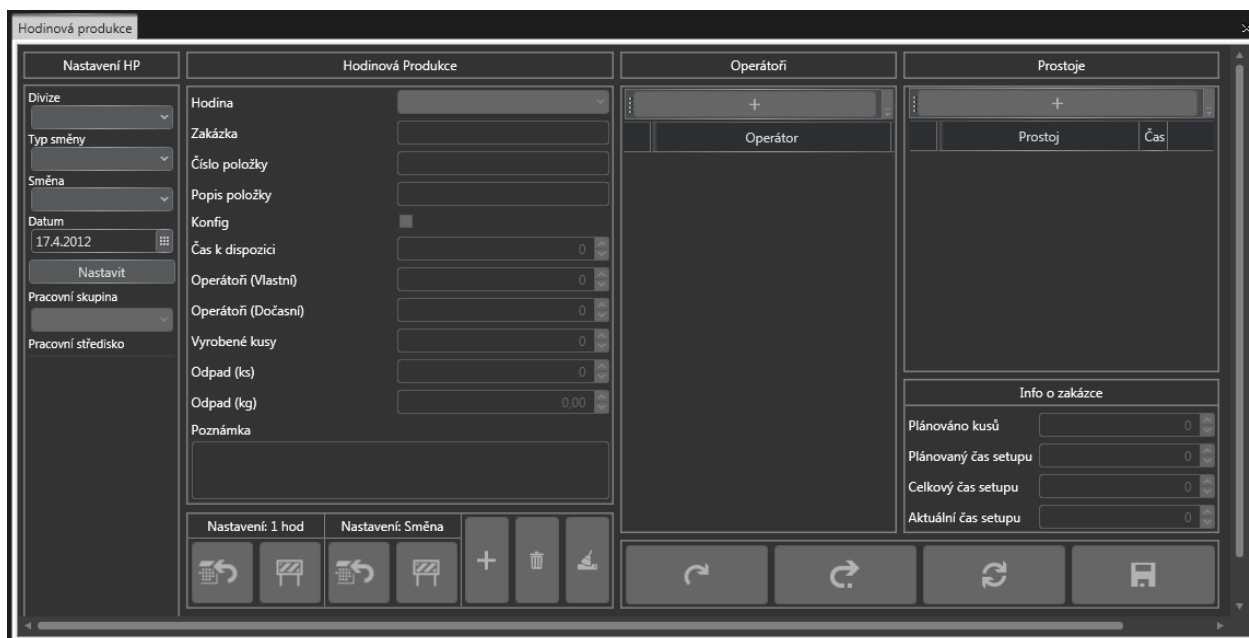 Hodinová produkce
Nastavení HP
Divize
Typ směny
Směna
Datum
17.4.2012
Nastavit
Pracovní skupina
Pracovní středisko
Hodinová Produkce
Hodina
Zakázka
Číslo položky
Popis položky
Konfig
Čas k dispozici 0
Operátoři (Vlastní) 0
Operátoři (Dočasní) 0
Vyrobené kusy 0
Odpad (ks) 0
Odpad (kg) 0,00
Poznámka
Nastavení: 1 hod
Nastavení: Směna
Operátoři
Operátor
Prostoje
Prostoj Čas
Info o zakázce
Plánováno kusů 0
Plánovaný čas setupu 0
Celkový čas setupu 0
Aktuální čas setupu 0